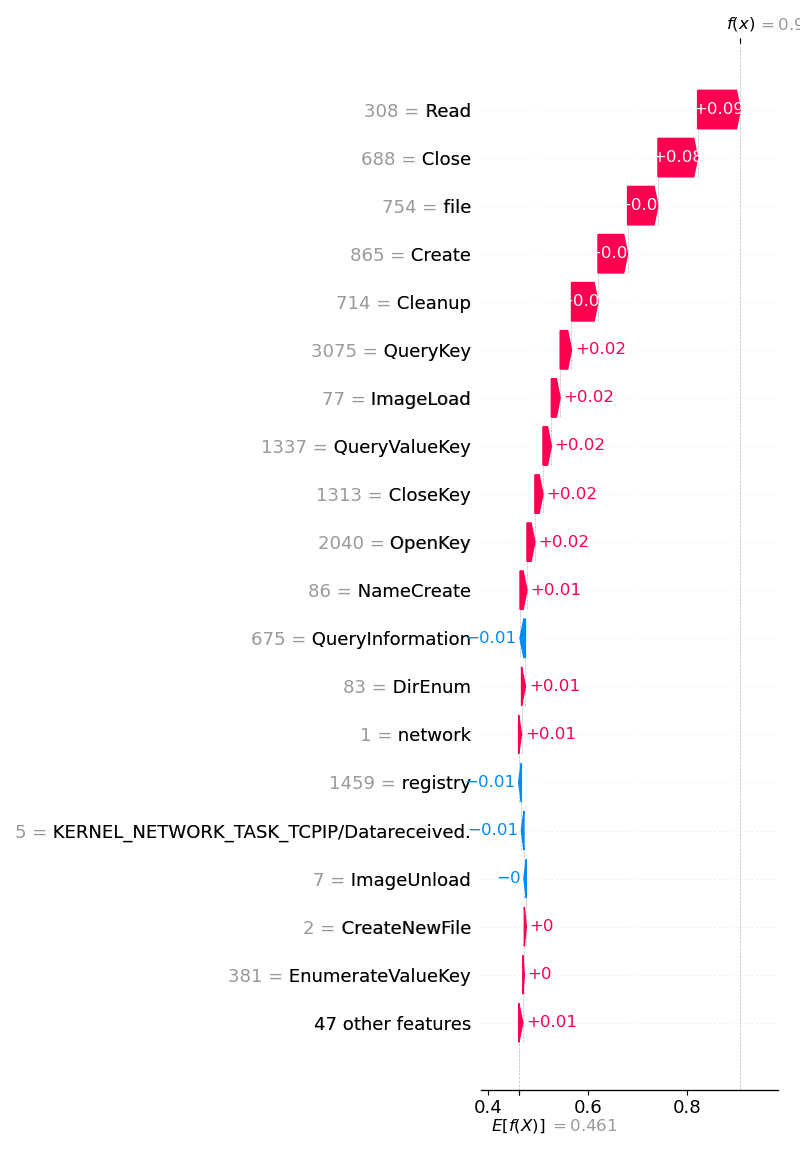 f(x) = 0.9
308 = Read +0.09
688 = Close +0.08
754 = file
865 = Create
714 = Cleanup
3075 = QueryKey +0.02
77 = ImageLoad +0.02
1337 = QueryValueKey +0.02
1313 = CloseKey +0.02
2040 = OpenKey +0.02
86 = NameCreate +0.01
675 = QueryInformation −0.01
83 = DirEnum +0.01
1 = network +0.01
1459 = registry −0.01
5 = KERNEL_NETWORK_TASK_TCPIP/Datareceived. −0.01
7 = ImageUnload −0
2 = CreateNewFile +0
381 = EnumerateValueKey +0
47 other features +0.01
0.4 0.6 0.8
E[f(X)] = 0.461